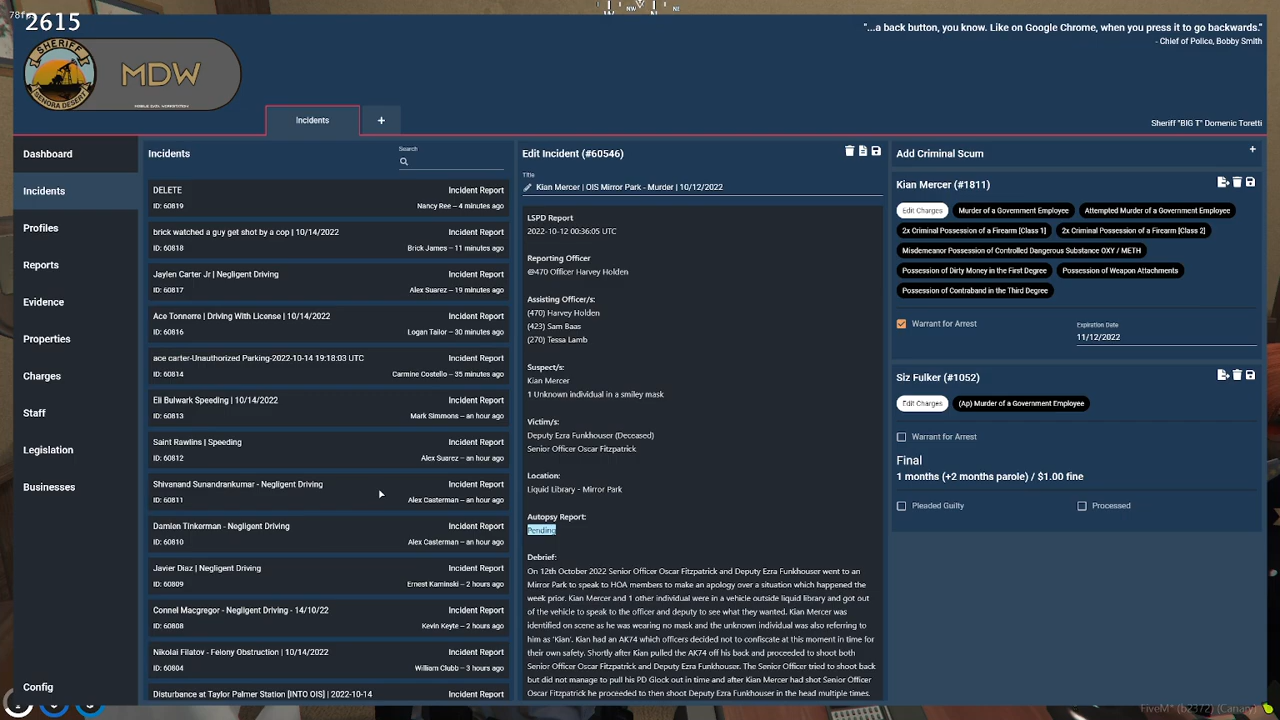 78fps
2615
NW
NE
SHERIFF
SENORA DESERT
MDW
"...a back button, you know. Like on Google Chrome, when you press it to go backwards."
- Chief of Police, Bobby Smith
Incidents
+
Sheriff "BIG T" Domenic Toretti
Dashboard
Incidents
Profiles
Reports
Evidence
Properties
Charges
Staff
Legislation
Businesses
Config
Incidents
Search
DELETE
Incident Report
ID: 60819
Nancy Ree – 4 minutes ago
brick watched a guy get shot by a cop | 10/14/2022
Incident Report
ID: 60818
Brick James – 11 minutes ago
Jaylen Carter Jr | Negligent Driving
Incident Report
ID: 60817
Alex Suarez – 19 minutes ago
Ace Tonnerre | Driving With License | 10/14/2022
Incident Report
ID: 60816
Logan Tailor – 30 minutes ago
ace carter-Unauthorized Parking-2022-10-14 19:18:03 UTC
Incident Report
ID: 60814
Carmine Costello – 35 minutes ago
Eli Bulwark Speeding | 10/14/2022
Incident Report
ID: 60813
Mark Simmons – an hour ago
Saint Rawlins | Speeding
Incident Report
ID: 60812
Alex Suarez – an hour ago
Shivanand Sunandrankumar - Negligent Driving
Incident Report
ID: 60811
Alex Casterman – an hour ago
Damien Tinkerman - Negligent Driving
Incident Report
ID: 60810
Alex Casterman – an hour ago
Javier Diaz | Negligent Driving
Incident Report
ID: 60809
Ernest Kaminski – 2 hours ago
Connel Macgregor - Negligent Driving - 14/10/22
Incident Report
ID: 60808
Kevin Keyte – 2 hours ago
Nikolai Filatov - Felony Obstruction | 10/14/2022
Incident Report
ID: 60804
William Clubb – 3 hours ago
Disturbance at Taylor Palmer Station [INTO OIS] | 2022-10-14
Incident Report
Edit Incident (#60546)
Title
Kian Mercer | OIS Mirror Park - Murder | 10/12/2022
LSPD Report
2022-10-12 00:36:05 UTC
Reporting Officer
@470 Officer Harvey Holden
Assisting Officer/s:
(470) Harvey Holden
(423) Sam Baas
(270) Tessa Lamb
Suspect/s:
Kian Mercer
1 Unknown individual in a smiley mask
Victim/s:
Deputy Ezra Funkhouser (Deceased)
Senior Officer Oscar Fitzpatrick
Location:
Liquid Library - Mirror Park
Autopsy Report:
Pending
Debrief:
On 12th October 2022 Senior Officer Oscar Fitzpatrick and Deputy Ezra Funkhouser went to an
Mirror Park to speak to HOA members to make an apology over a situation which happened the
week prior. Kian Mercer and 1 other individual were in a vehicle outside liquid library and got out
of the vehicle to speak to the officer and deputy to see what they wanted. Kian Mercer was
identified on scene as he was wearing no mask and the unknown individual was also referring to
him as 'Kian'. Kian had an AK74 which officers decided not to confiscate at this moment in time for
their own safety. Shortly after Kian pulled the AK74 off his back and proceeded to shoot both
Senior Officer Oscar Fitzpatrick and Deputy Ezra Funkhouser. The Senior Officer tried to shoot back
but did not manage to pull his PD Glock out in time and after Kian Mercer had shot Senior Officer
Oscar Fitzpatrick he proceeded to then shoot Deputy Ezra Funkhouser in the head multiple times.
Add Criminal Scum
+
Kian Mercer (#1811)
Edit Charges
Murder of a Government Employee
Attempted Murder of a Government Employee
2x Criminal Possession of a Firearm [Class 1]
2x Criminal Possession of a Firearm [Class 2]
Misdemeanor Possession of Controlled Dangerous Substance OXY / METH
Possession of Dirty Money in the First Degree
Possession of Weapon Attachments
Possession of Contraband in the Third Degree
Warrant for Arrest
Expiration Date
11/12/2022
Siz Fulker (#1052)
Edit Charges
(Ap) Murder of a Government Employee
Warrant for Arrest
Final
1 months (+2 months parole) / $1.00 fine
Pleaded Guilty
Processed
FiveM* (b2372) (Canary)